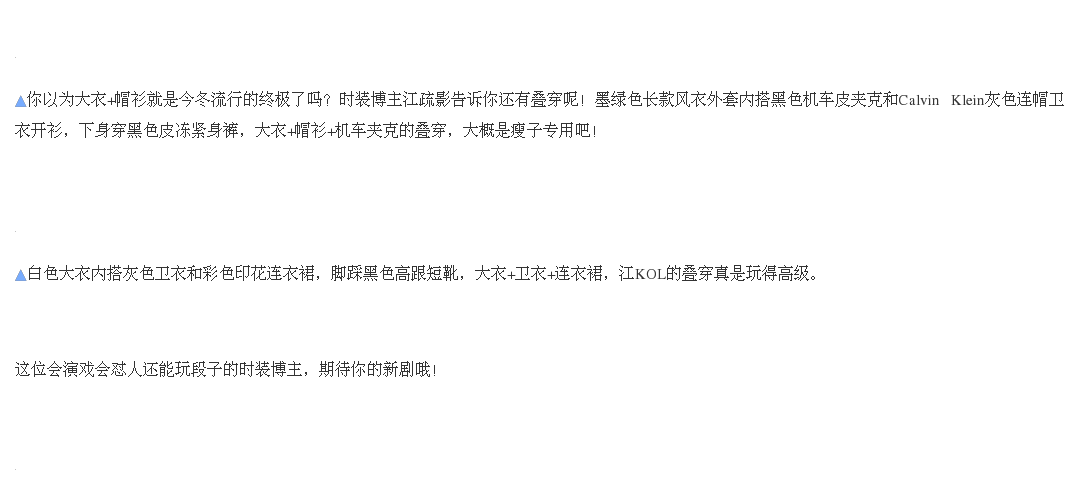 ▲你以为大衣+帽衫就是今冬流行的终极了吗？时装博主江疏影告诉你还有叠穿呢！墨绿色长款风衣外套内搭黑色机车皮夹克和Calvin Klein灰色连帽卫
衣开衫，下身穿黑色皮冻紧身裤，大衣+帽衫+机车夹克的叠穿，大概是瘦子专用吧！
▲白色大衣内搭灰色卫衣和彩色印花连衣裙，脚踩黑色高跟短靴，大衣+卫衣+连衣裙，江KOL的叠穿真是玩得高级。
这位会演戏会怼人还能玩段子的时装博主，期待你的新剧哦！